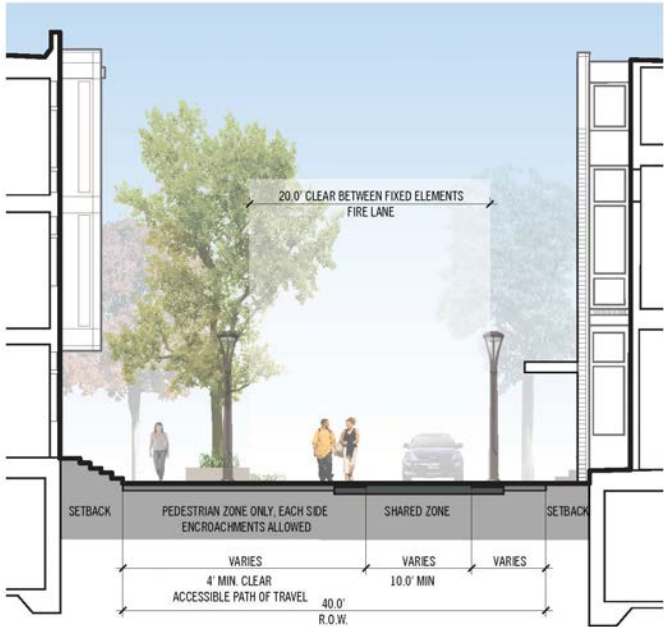 20.0' CLEAR BETWEEN FIXED ELEMENTS
FIRE LANE
SETBACK
PEDESTRIAN ZONE ONLY, EACH SIDE
ENCROACHMENTS ALLOWED
SHARED ZONE
SETBACK
VARIES
VARIES
VARIES
4' MIN. CLEAR
ACCESSIBLE PATH OF TRAVEL
10.0' MIN
40.0'
R.O.W.